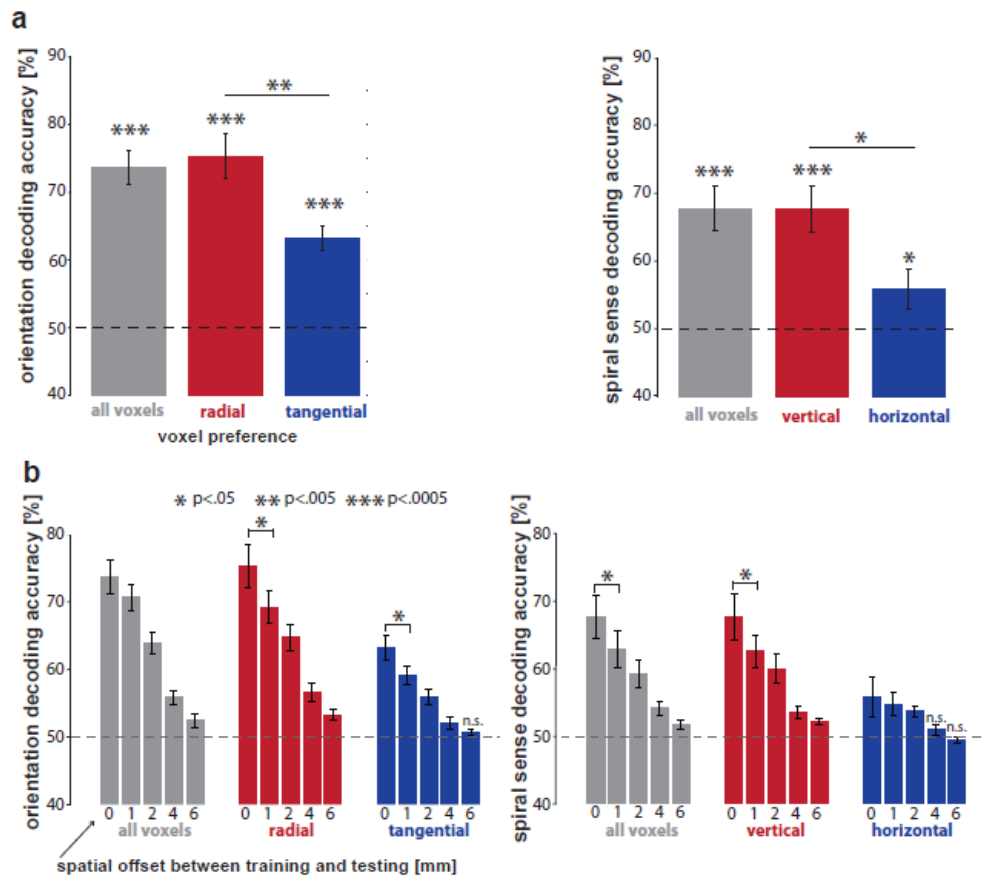 a
orientation decoding accuracy [%]
90
80
70
60
50
40
***
***
**
***
all voxels
radial
tangential
voxel preference
spiral sense decoding accuracy [%]
90
80
70
60
50
40
***
***
*
*
all voxels
vertical
horizontal
b
* p<.05 ** p<.005 *** p<.0005
orientation decoding accuracy [%]
80
70
60
50
40
*
*
n.s.
0 1 2 4 6 0 1 2 4 6 0 1 2 4 6
all voxels
radial
tangential
spatial offset between training and testing [mm]
spiral sense decoding accuracy [%]
80
70
60
50
40
*
*
n.s.
n.s.
0 1 2 4 6 0 1 2 4 6 0 1 2 4 6
all voxels
vertical
horizontal